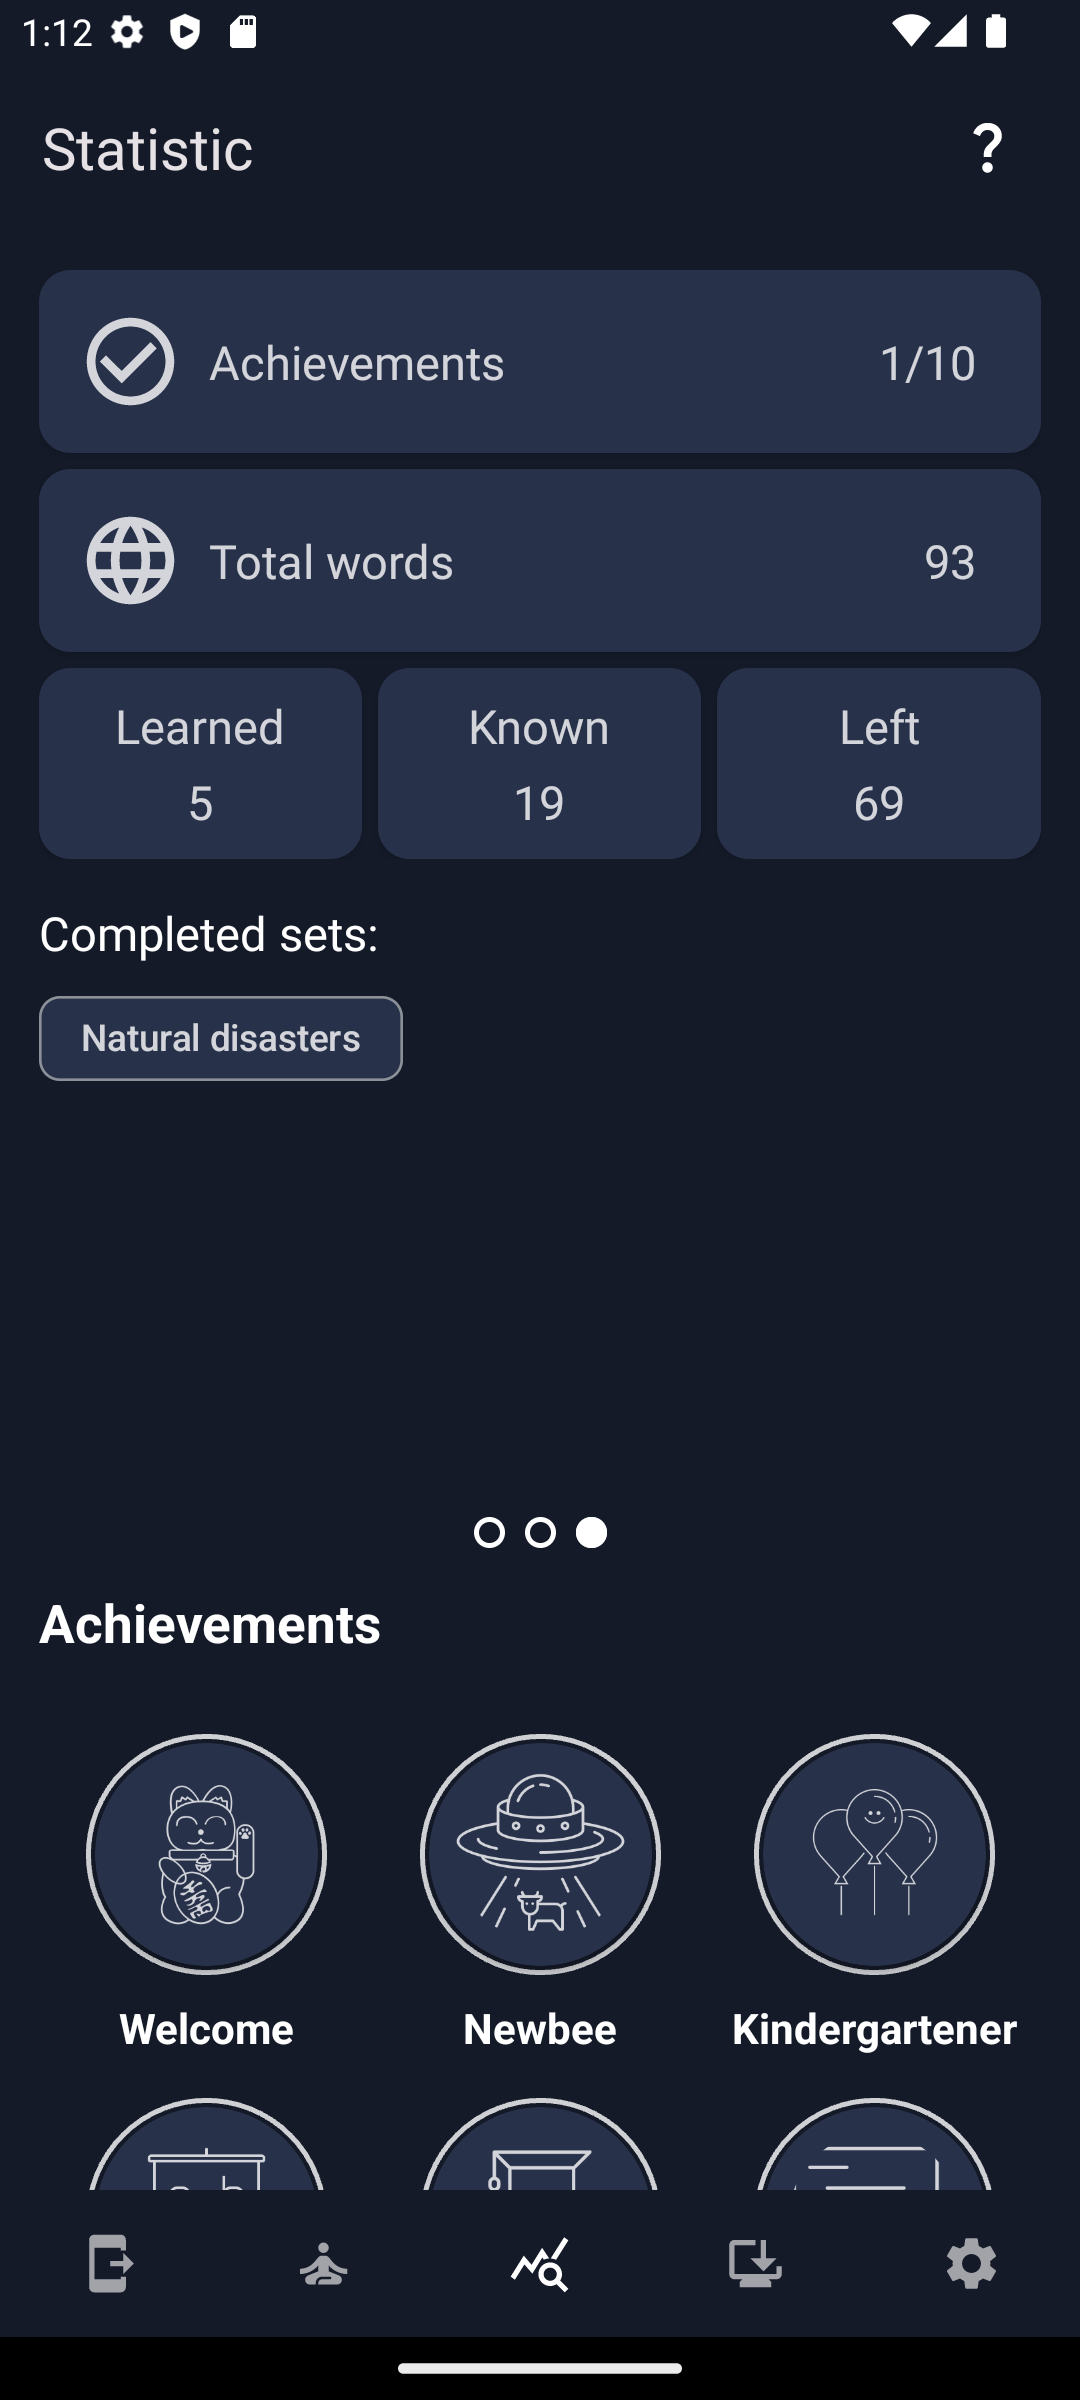 1:12
Statistic
?
Achievements 1/10
Total words 93
Learned Known Left
5 19 69
Completed sets:
Natural disasters
Achievements
Welcome Newbee Kindergartener